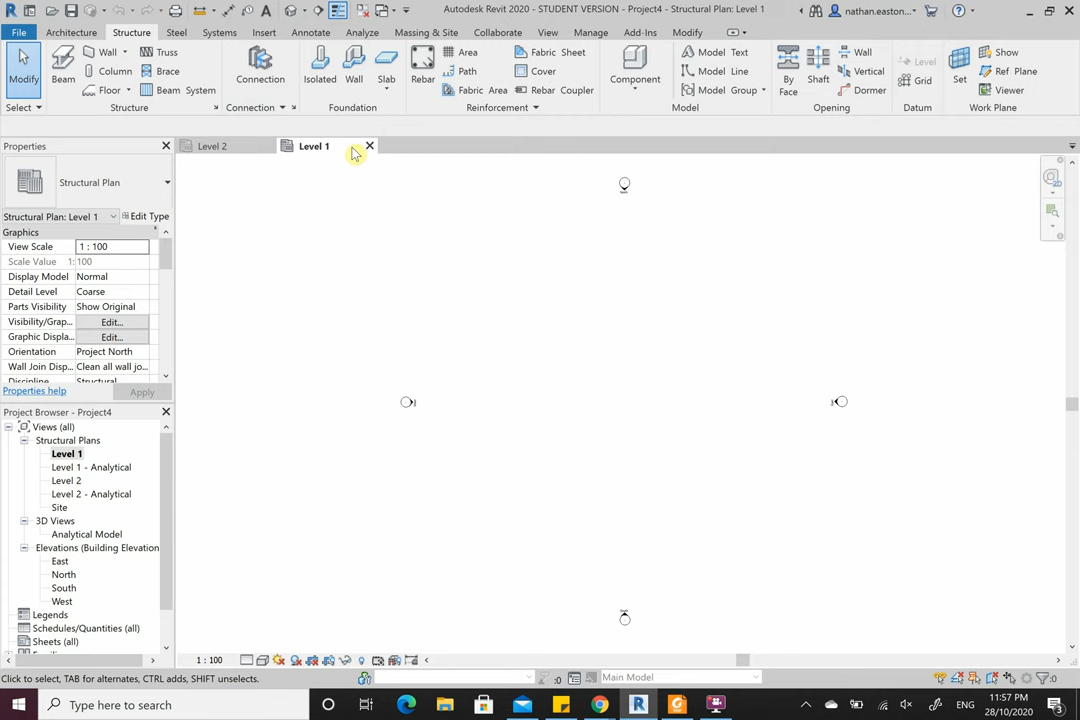 Autodesk Revit 2020 - STUDENT VERSION - Project4 - Structural Plan: Level 1
nathan.easton...
File Architecture Structure Steel Systems Insert Annotate Analyze Massing & Site Collaborate View Manage Add-Ins Modify
Modify
Select
Beam
Wall
Column
Floor
Truss
Brace
Beam System
Structure
Connection
Connection
Isolated
Wall
Slab
Foundation
Rebar
Area
Path
Fabric Area
Fabric Sheet
Cover
Rebar Coupler
Reinforcement
Component
Model Text
Model Line
Model Group
Model
By
Face
Shaft
Wall
Vertical
Dormer
Opening
Level
Grid
Datum
Set
Show
Ref Plane
Viewer
Work Plane
Properties
Level 2
Level 1
Structural Plan
Structural Plan: Level 1
Edit Type
Graphics
View Scale 1 : 100
Scale Value 1: 100
Display Model Normal
Detail Level Coarse
Parts Visibility Show Original
Visibility/Grap... Edit...
Graphic Displa... Edit...
Orientation Project North
Wall Join Disp... Clean all wall jo...
Discipline Structural
Properties help
Apply
Project Browser - Project4
Views (all)
Structural Plans
Level 1
Level 1 - Analytical
Level 2
Level 2 - Analytical
Site
3D Views
Analytical Model
Elevations (Building Elevation
East
North
South
West
Legends
Schedules/Quantities (all)
Sheets (all)
2D
1 : 100
Click to select, TAB for alternates, CTRL adds, SHIFT unselects.
:0
Main Model
:0
Type here to search
ENG
11:57 PM
28/10/2020
3